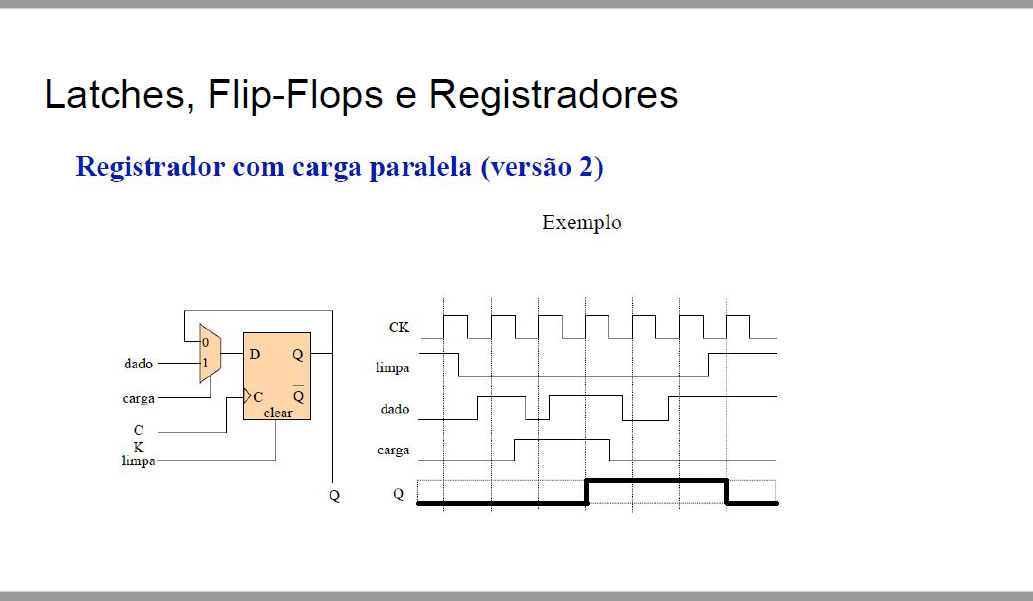 Latches, Flip-Flops e Registradores
Registrador com carga paralela (versão 2)
Exemplo
0
dado
1
carga
C
K
limpa
D Q
C Q
clear
Q
CK
limpa
dado
carga
Q